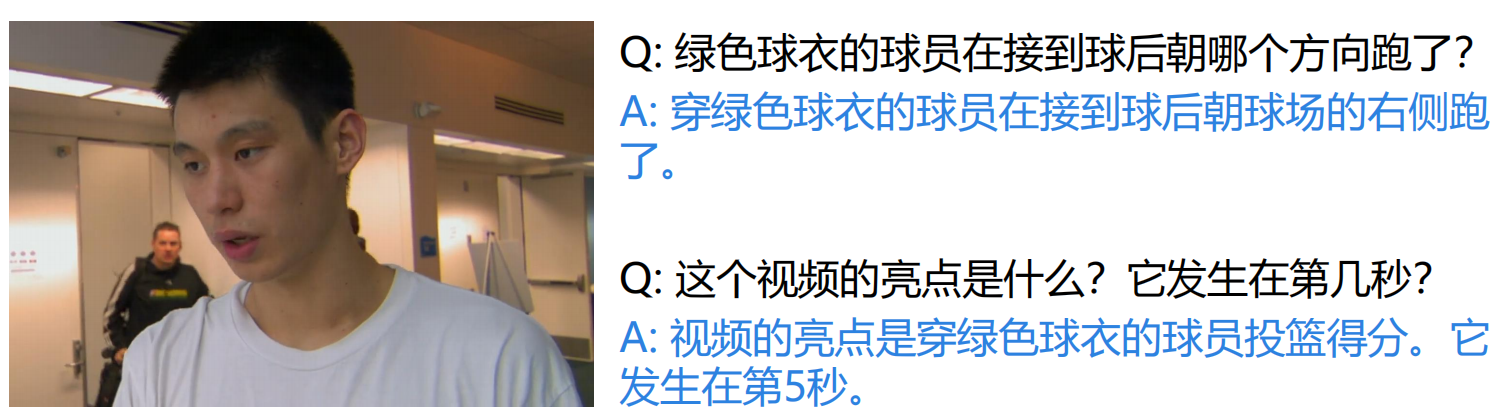 Q: 绿色球衣的球员在接到球后朝哪个方向跑了？
A: 穿绿色球衣的球员在接到球后朝球场的右侧跑
了。
Q: 这个视频的亮点是什么？它发生在第几秒？
A: 视频的亮点是穿绿色球衣的球员投篮得分。它
发生在第5秒。